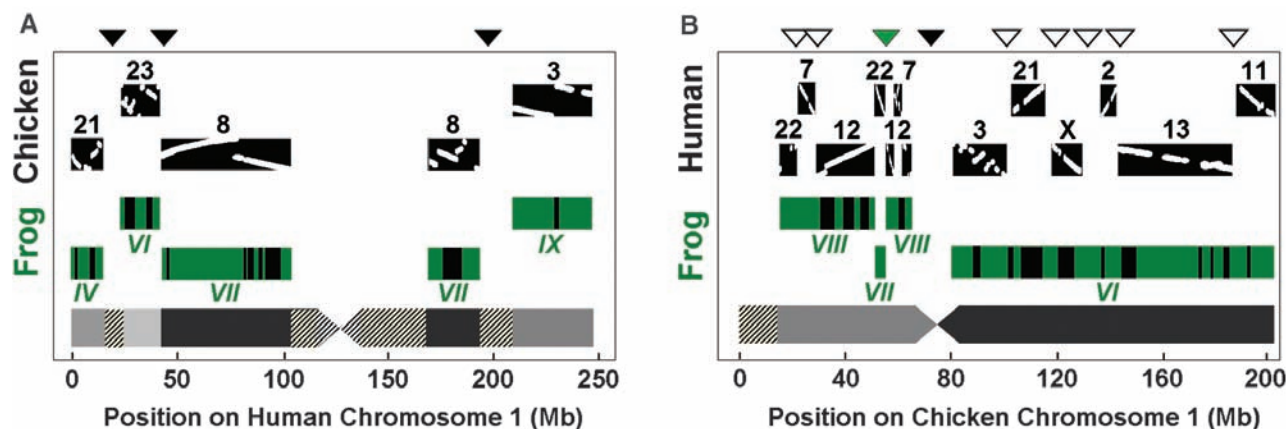 A
Chicken
23
3
21
8
8
Frog
VI
IX
IV
VII
VII
0 50 100 150 200 250
Position on Human Chromosome 1 (Mb)
B
Human
7 22 7 21 2 11
22 12 12 3 X 13
Frog
VIII VIII
VII VI
0 40 80 120 160 200
Position on Chicken Chromosome 1 (Mb)